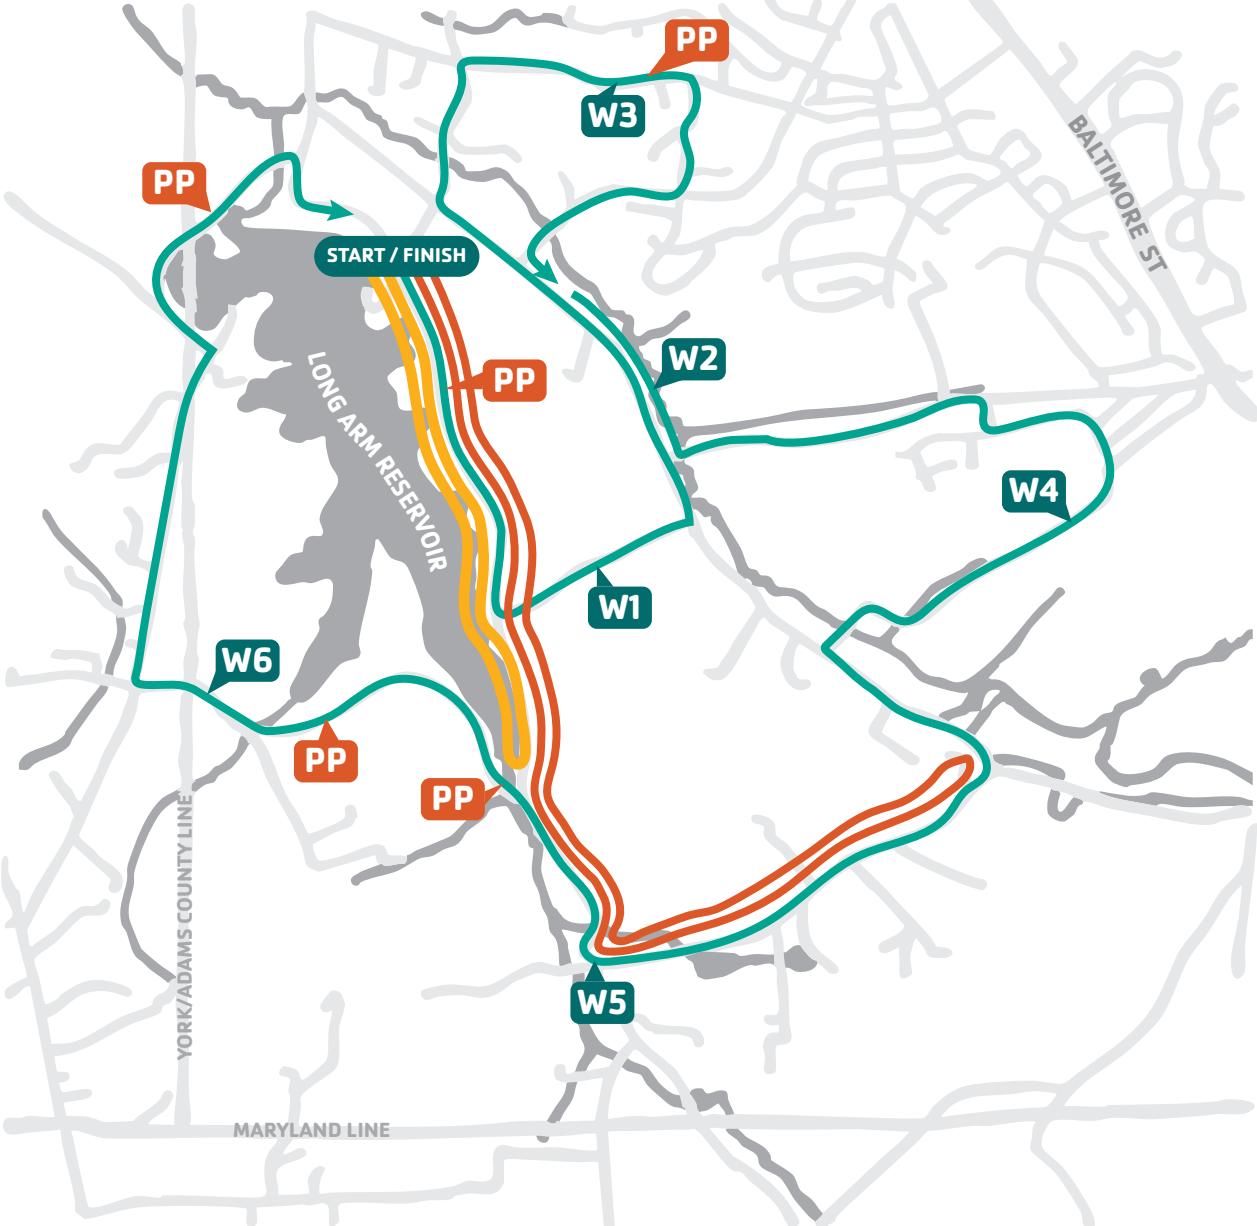 PP
W3
BALTIMORE ST
PP
START / FINISH
W2
PP
LONG ARM RESERVOIR
W4
W1
W6
PP
PP
YORK/ADAMS COUNTY LINE
W5
MARYLAND LINE